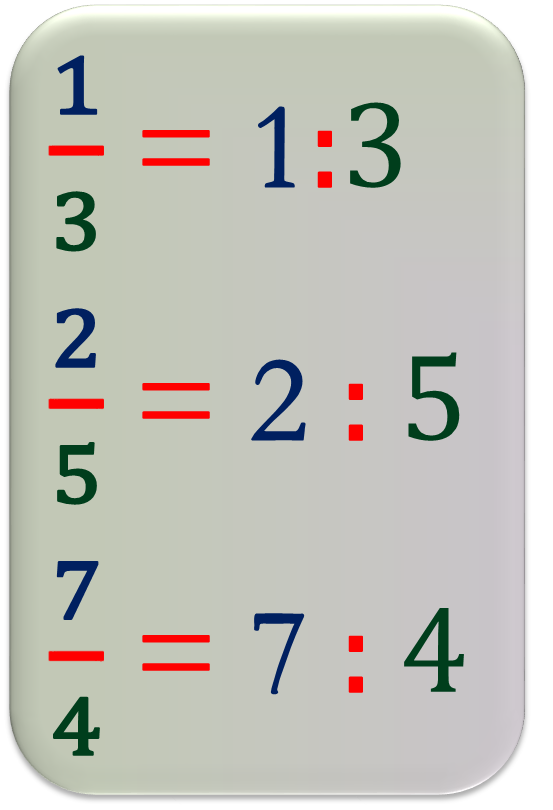 1/3 = 1:3
2/5 = 2 : 5
7/4 = 7 : 4